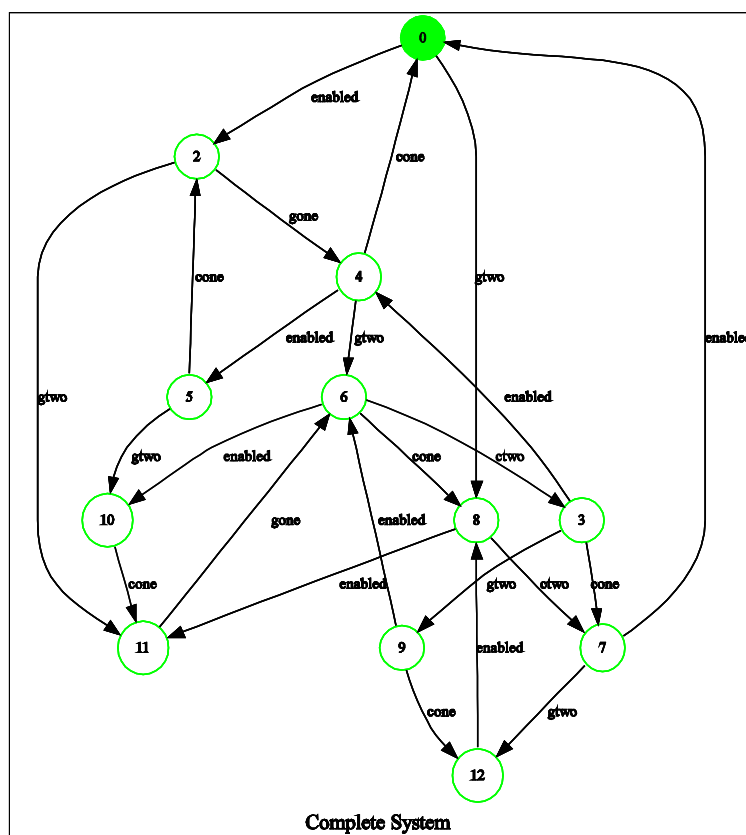 0
enabled
2
gone
cone
4
cone
gtwo
enabled
gtwo
enabled
gtwo
5
6
enabled
gtwo
enabled
cone
ctwo
10
gone
enabled
8
3
cone
enabled
gtwo
ctwo
cone
11
9
enabled
7
cone
gtwo
12
Complete System